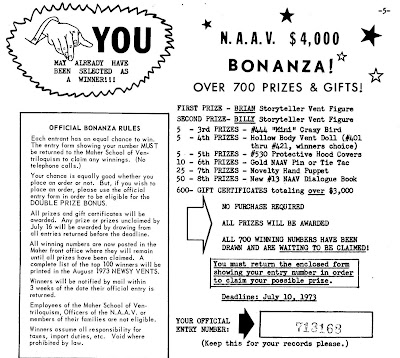 -5-
YOU
MAY ALREADY HAVE
BEEN SELECTED AS
A WINNER!!!
N.A.A.V. $4,000
BONANZA!
OVER 700 PRIZES & GIFTS!
FIRST PRIZE - BRIAN Storyteller Vent Figure
SECOND PRIZE - BILLY Storyteller Vent Figure
5 - 3rd PRIZES - #444 "Mini" Crazy Bird
5 - 4th PRIZES - Hollow Body Vent Doll (#401
thru #421, winners choice)
5 - 5th PRIZES - #530 Protective Hood Covers
10 - 6th PRIZES - Gold NAAV Pin or Tie Tac
25 - 7th PRIZES - Novelty Hand Puppet
50 - 8th PRIZES - New #13 NAAV Dialogue Book
600- GIFT CERTIFICATES totaling over $3,000
NO PURCHASE REQUIRED
ALL PRIZES WILL BE AWARDED
ALL 700 WINNING NUMBERS HAVE BEEN
DRAWN AND ARE WAITING TO BE CLAIMED!
You must return the enclosed form
showing your entry number in order
to claim your possible prize.
Deadline: July 10, 1973
YOUR OFFICIAL
ENTRY NUMBER:
713168
(Keep this for your records please.)
OFFICIAL BONANZA RULES
Each entrant has an equal chance to win.
The entry form showing your number MUST
be returned to the Maher School of Ven-
triloquism to claim any winnings. (No
telephone calls.)
Your chance is equally good whether you
place an order or not. But, if you wish to
place an order, please use the official
entry form in order to be eligible for the
DOUBLE PRIZE BONUS.
All prizes and gift certificates will be
awarded. Any prize or prizes unclaimed by
July 16 will be awarded by drawing from
all entries returned before the deadline.
All winning numbers are now posted in the
Maher front office where they will remain
until all prizes have been claimed. A
complete list of the top 100 winners will be
printed in the August 1973 NEWSY VENTS.
Winners will be notified by mail within
3 weeks of the date their official entry is
returned.
Employees of the Maher School of Ven-
triloquism, Officers of the N.A.A.V. or
members of their families are not eligible.
Winners assume all responsibility for
taxes, import duties, etc. Void where
prohibited by law.